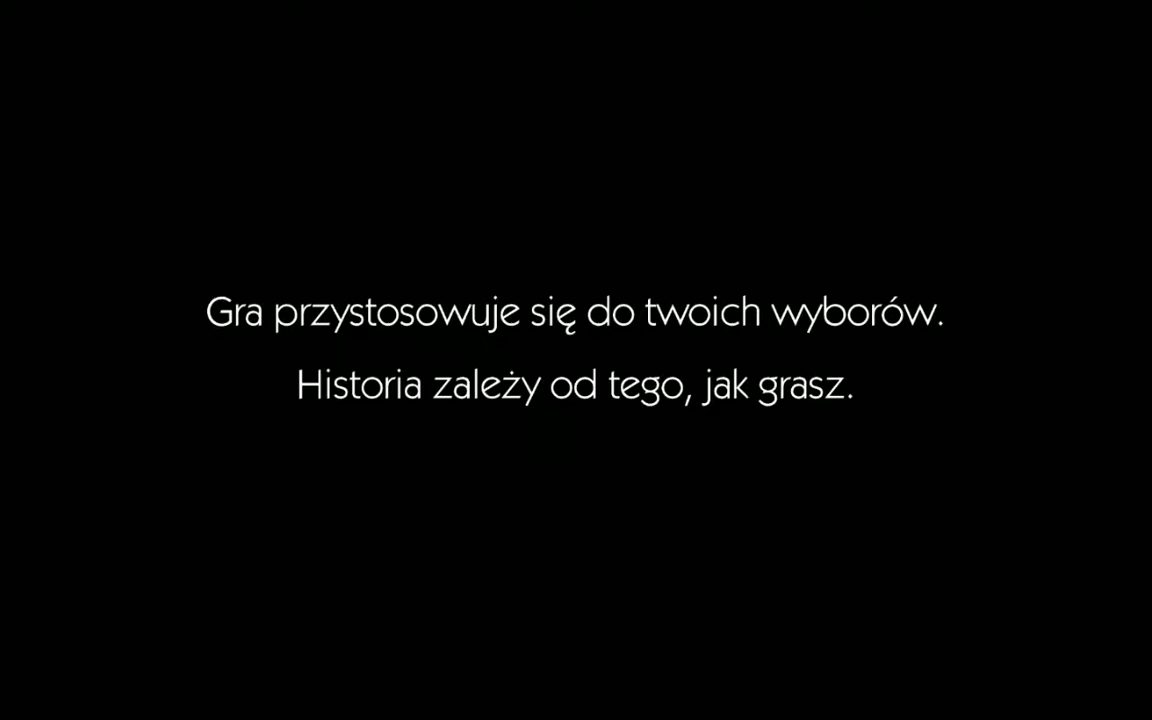 Gra przystosowuje się do twoich wyborów.
Historia zależy od tego, jak grasz.